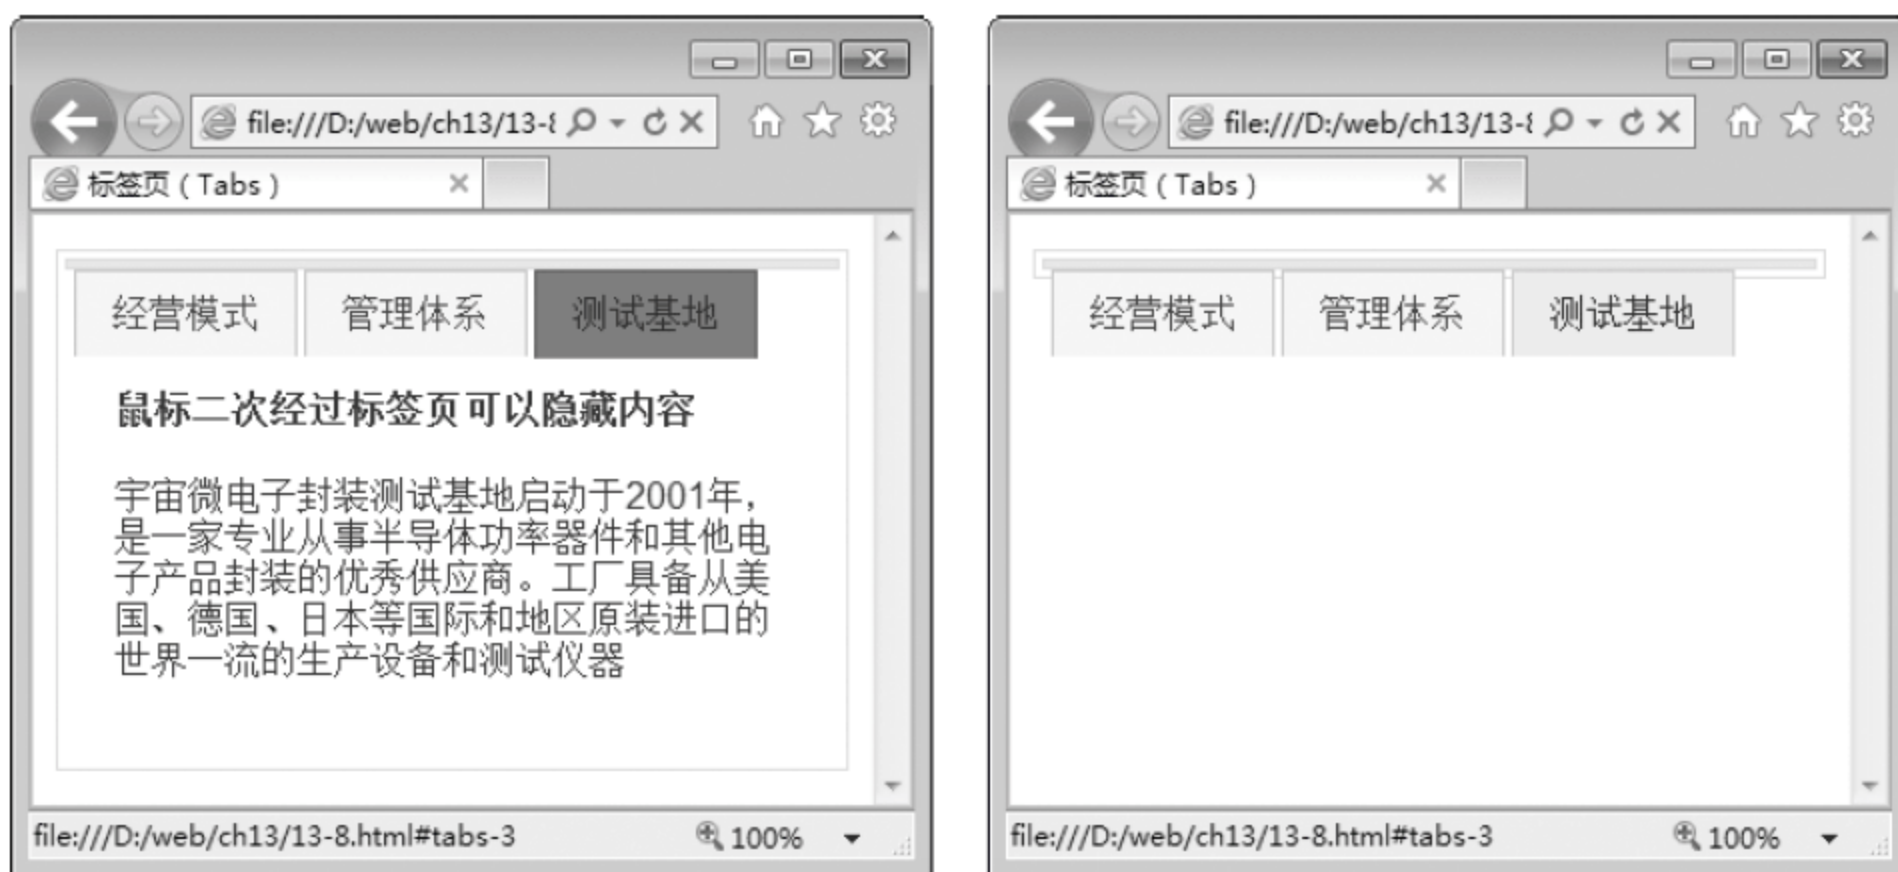 file:///D:/web/ch13/13-8
标签页 ( Tabs )
经营模式 管理体系 测试基地
鼠标二次经过标签页可以隐藏内容
宇宙微电子封装测试基地启动于2001年，
是一家专业从事半导体功率器件和其他电
子产品封装的优秀供应商。工厂具备从美
国、德国、日本等国际和地区原装进口的
世界一流的生产设备和测试仪器
file:///D:/web/ch13/13-8.html#tabs-3 100%
file:///D:/web/ch13/13-8
标签页 ( Tabs )
经营模式 管理体系 测试基地
file:///D:/web/ch13/13-8.html#tabs-3 100%